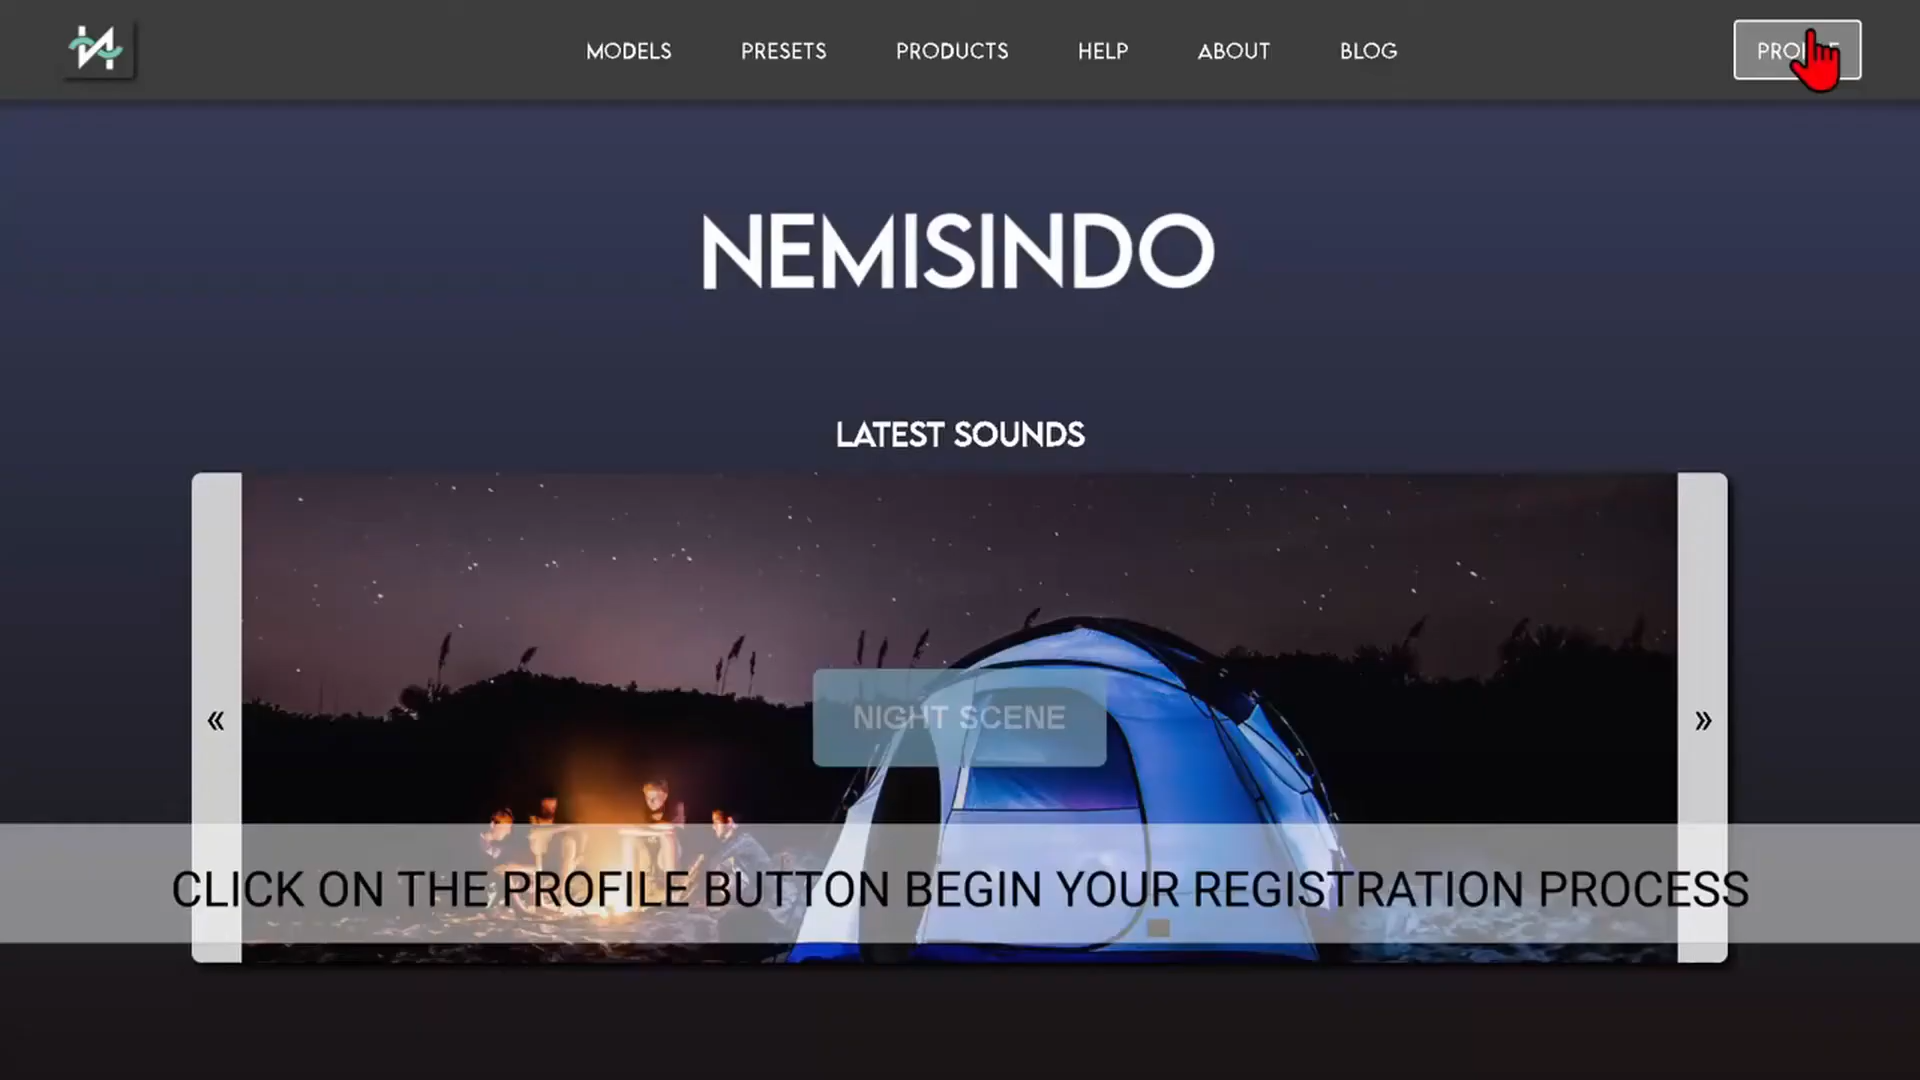 MODELS PRESETS PRODUCTS HELP ABOUT BLOG PROFILE
NEMISINDO
LATEST SOUNDS
« NIGHT SCENE »
CLICK ON THE PROFILE BUTTON BEGIN YOUR REGISTRATION PROCESS